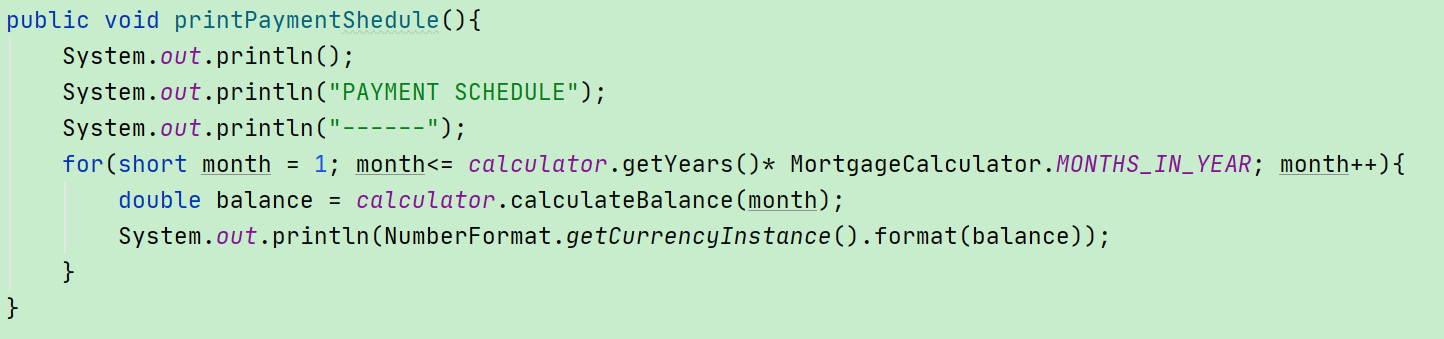 public void printPaymentShedule(){
    System.out.println();
    System.out.println("PAYMENT SCHEDULE");
    System.out.println("------");
    for(short month = 1; month<= calculator.getYears()* MortgageCalculator.MONTHS_IN_YEAR; month++){
        double balance = calculator.calculateBalance(month);
        System.out.println(NumberFormat.getCurrencyInstance().format(balance));
    }
}